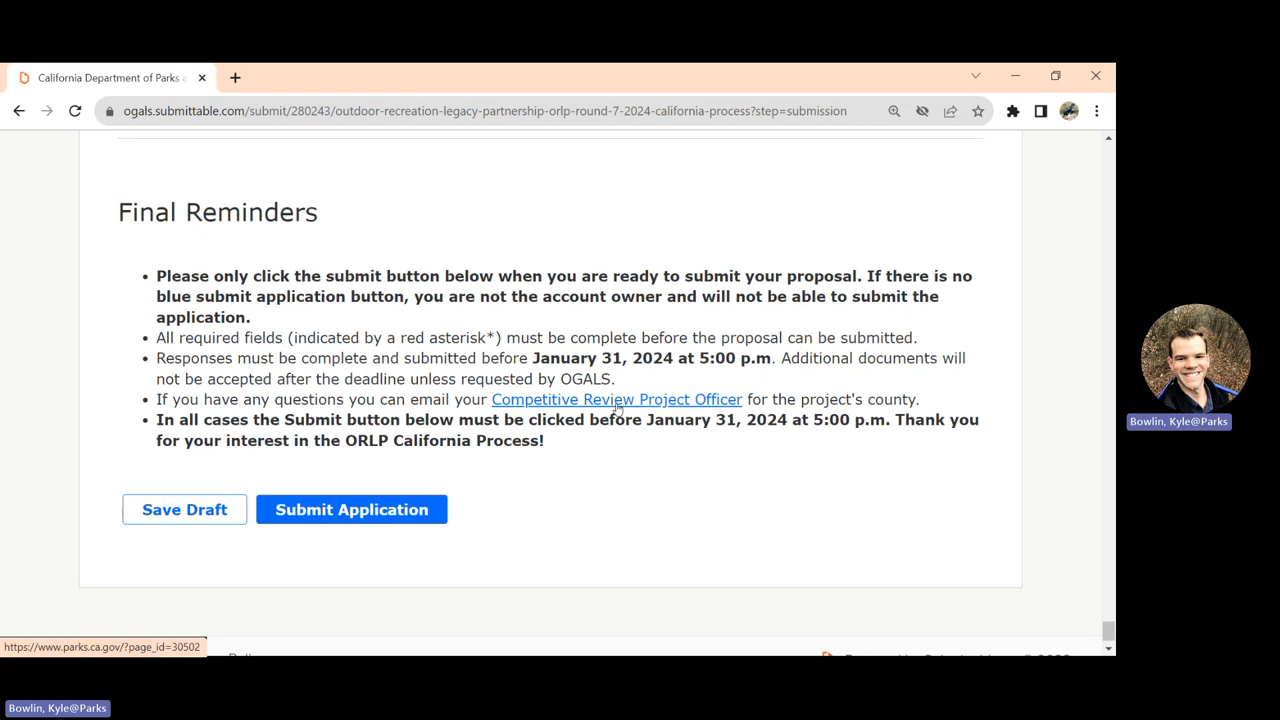 California Department of Parks a
ogals.submittable.com/submit/280243/outdoor-recreation-legacy-partnership-orlp-round-7-2024-california-process?step=submission
Final Reminders
• Please only click the submit button below when you are ready to submit your proposal. If there is no
blue submit application button, you are not the account owner and will not be able to submit the
application.
• All required fields (indicated by a red asterisk*) must be complete before the proposal can be submitted.
• Responses must be complete and submitted before January 31, 2024 at 5:00 p.m. Additional documents will
not be accepted after the deadline unless requested by OGALS.
• If you have any questions you can email your Competitive Review Project Officer for the project's county.
• In all cases the Submit button below must be clicked before January 31, 2024 at 5:00 p.m. Thank you
for your interest in the ORLP California Process!
Save Draft Submit Application
Bowlin, Kyle@Parks
https://www.parks.ca.gov/?page_id=30502
Bowlin, Kyle@Parks